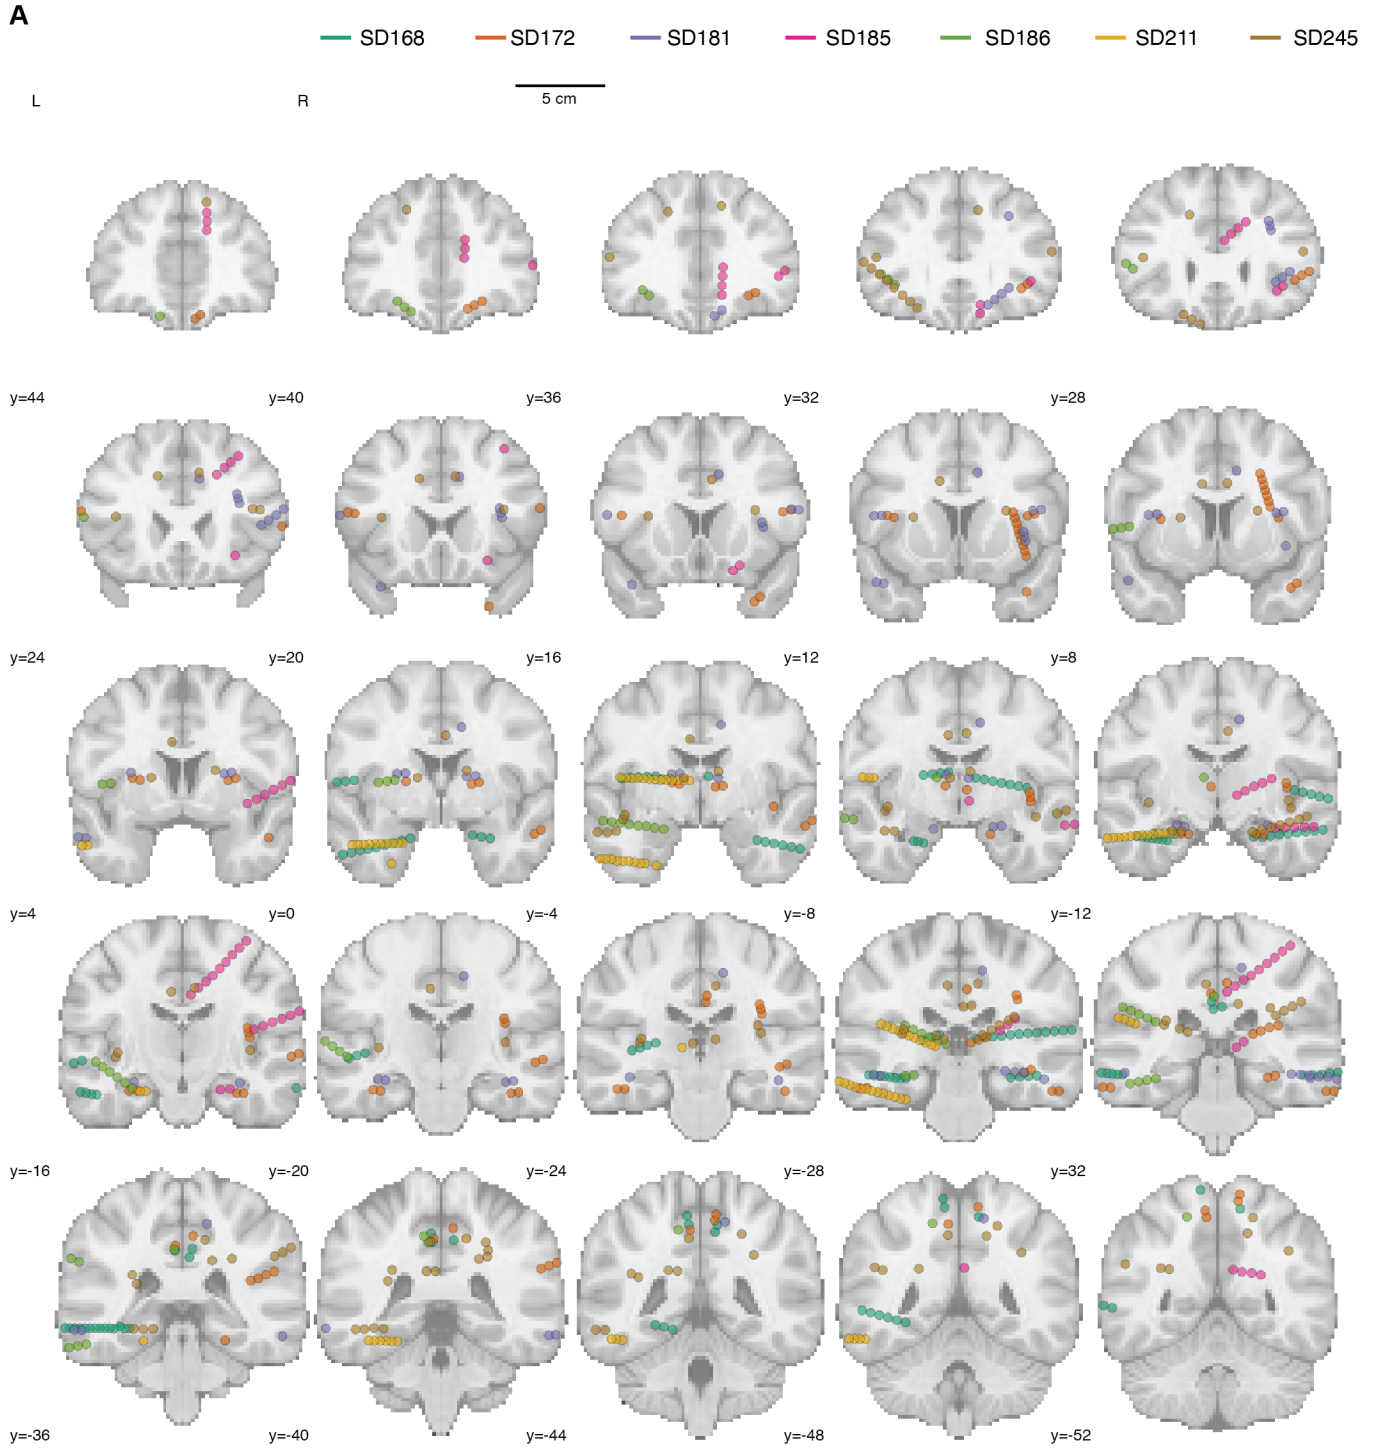 A
SD168 SD172 SD181 SD185 SD186 SD211 SD245
5 cm
L R
y=44 y=40 y=36 y=32 y=28
y=24 y=20 y=16 y=12 y=8
y=4 y=0 y=-4 y=-8 y=-12
y=-16 y=-20 y=-24 y=-28 y=32
y=-36 y=-40 y=-44 y=-48 y=-52